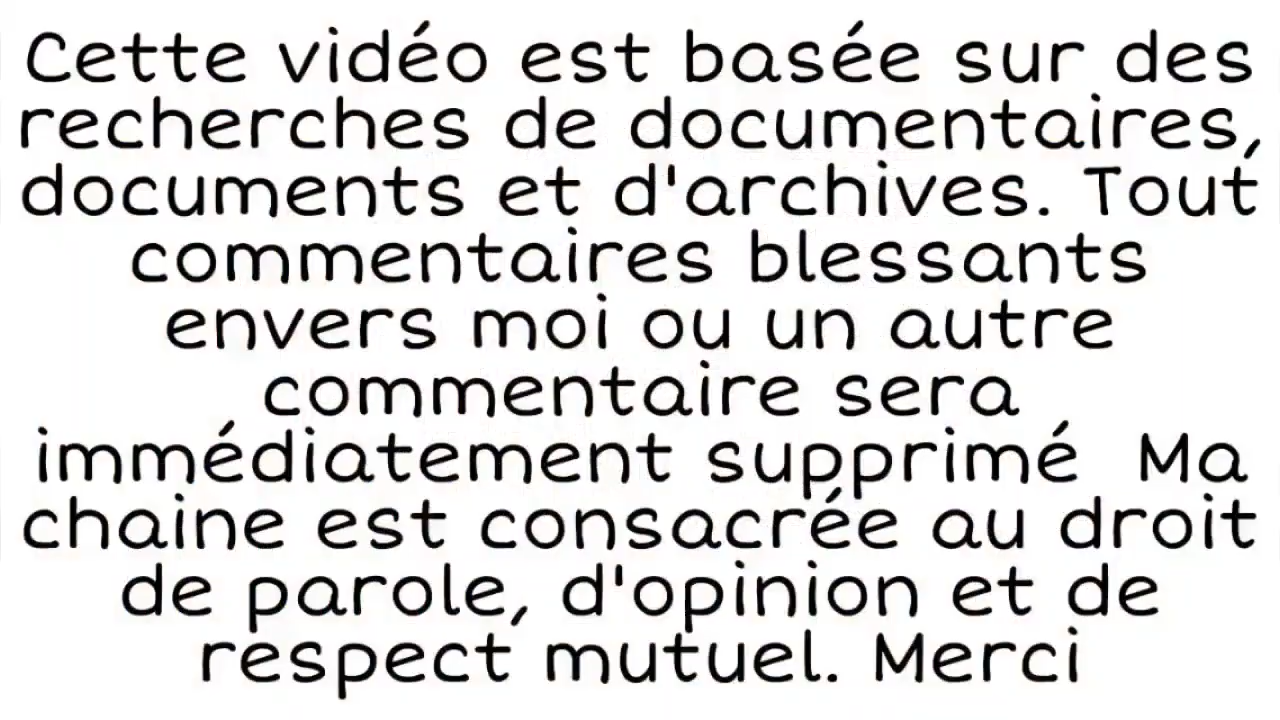 Cette vidéo est basée sur des
recherches de documentaires,
documents et d'archives. Tout
commentaires blessants
envers moi ou un autre
commentaire sera
immédiatement supprimé  Ma
chaine est consacrée au droit
de parole, d'opinion et de
respect mutuel. Merci